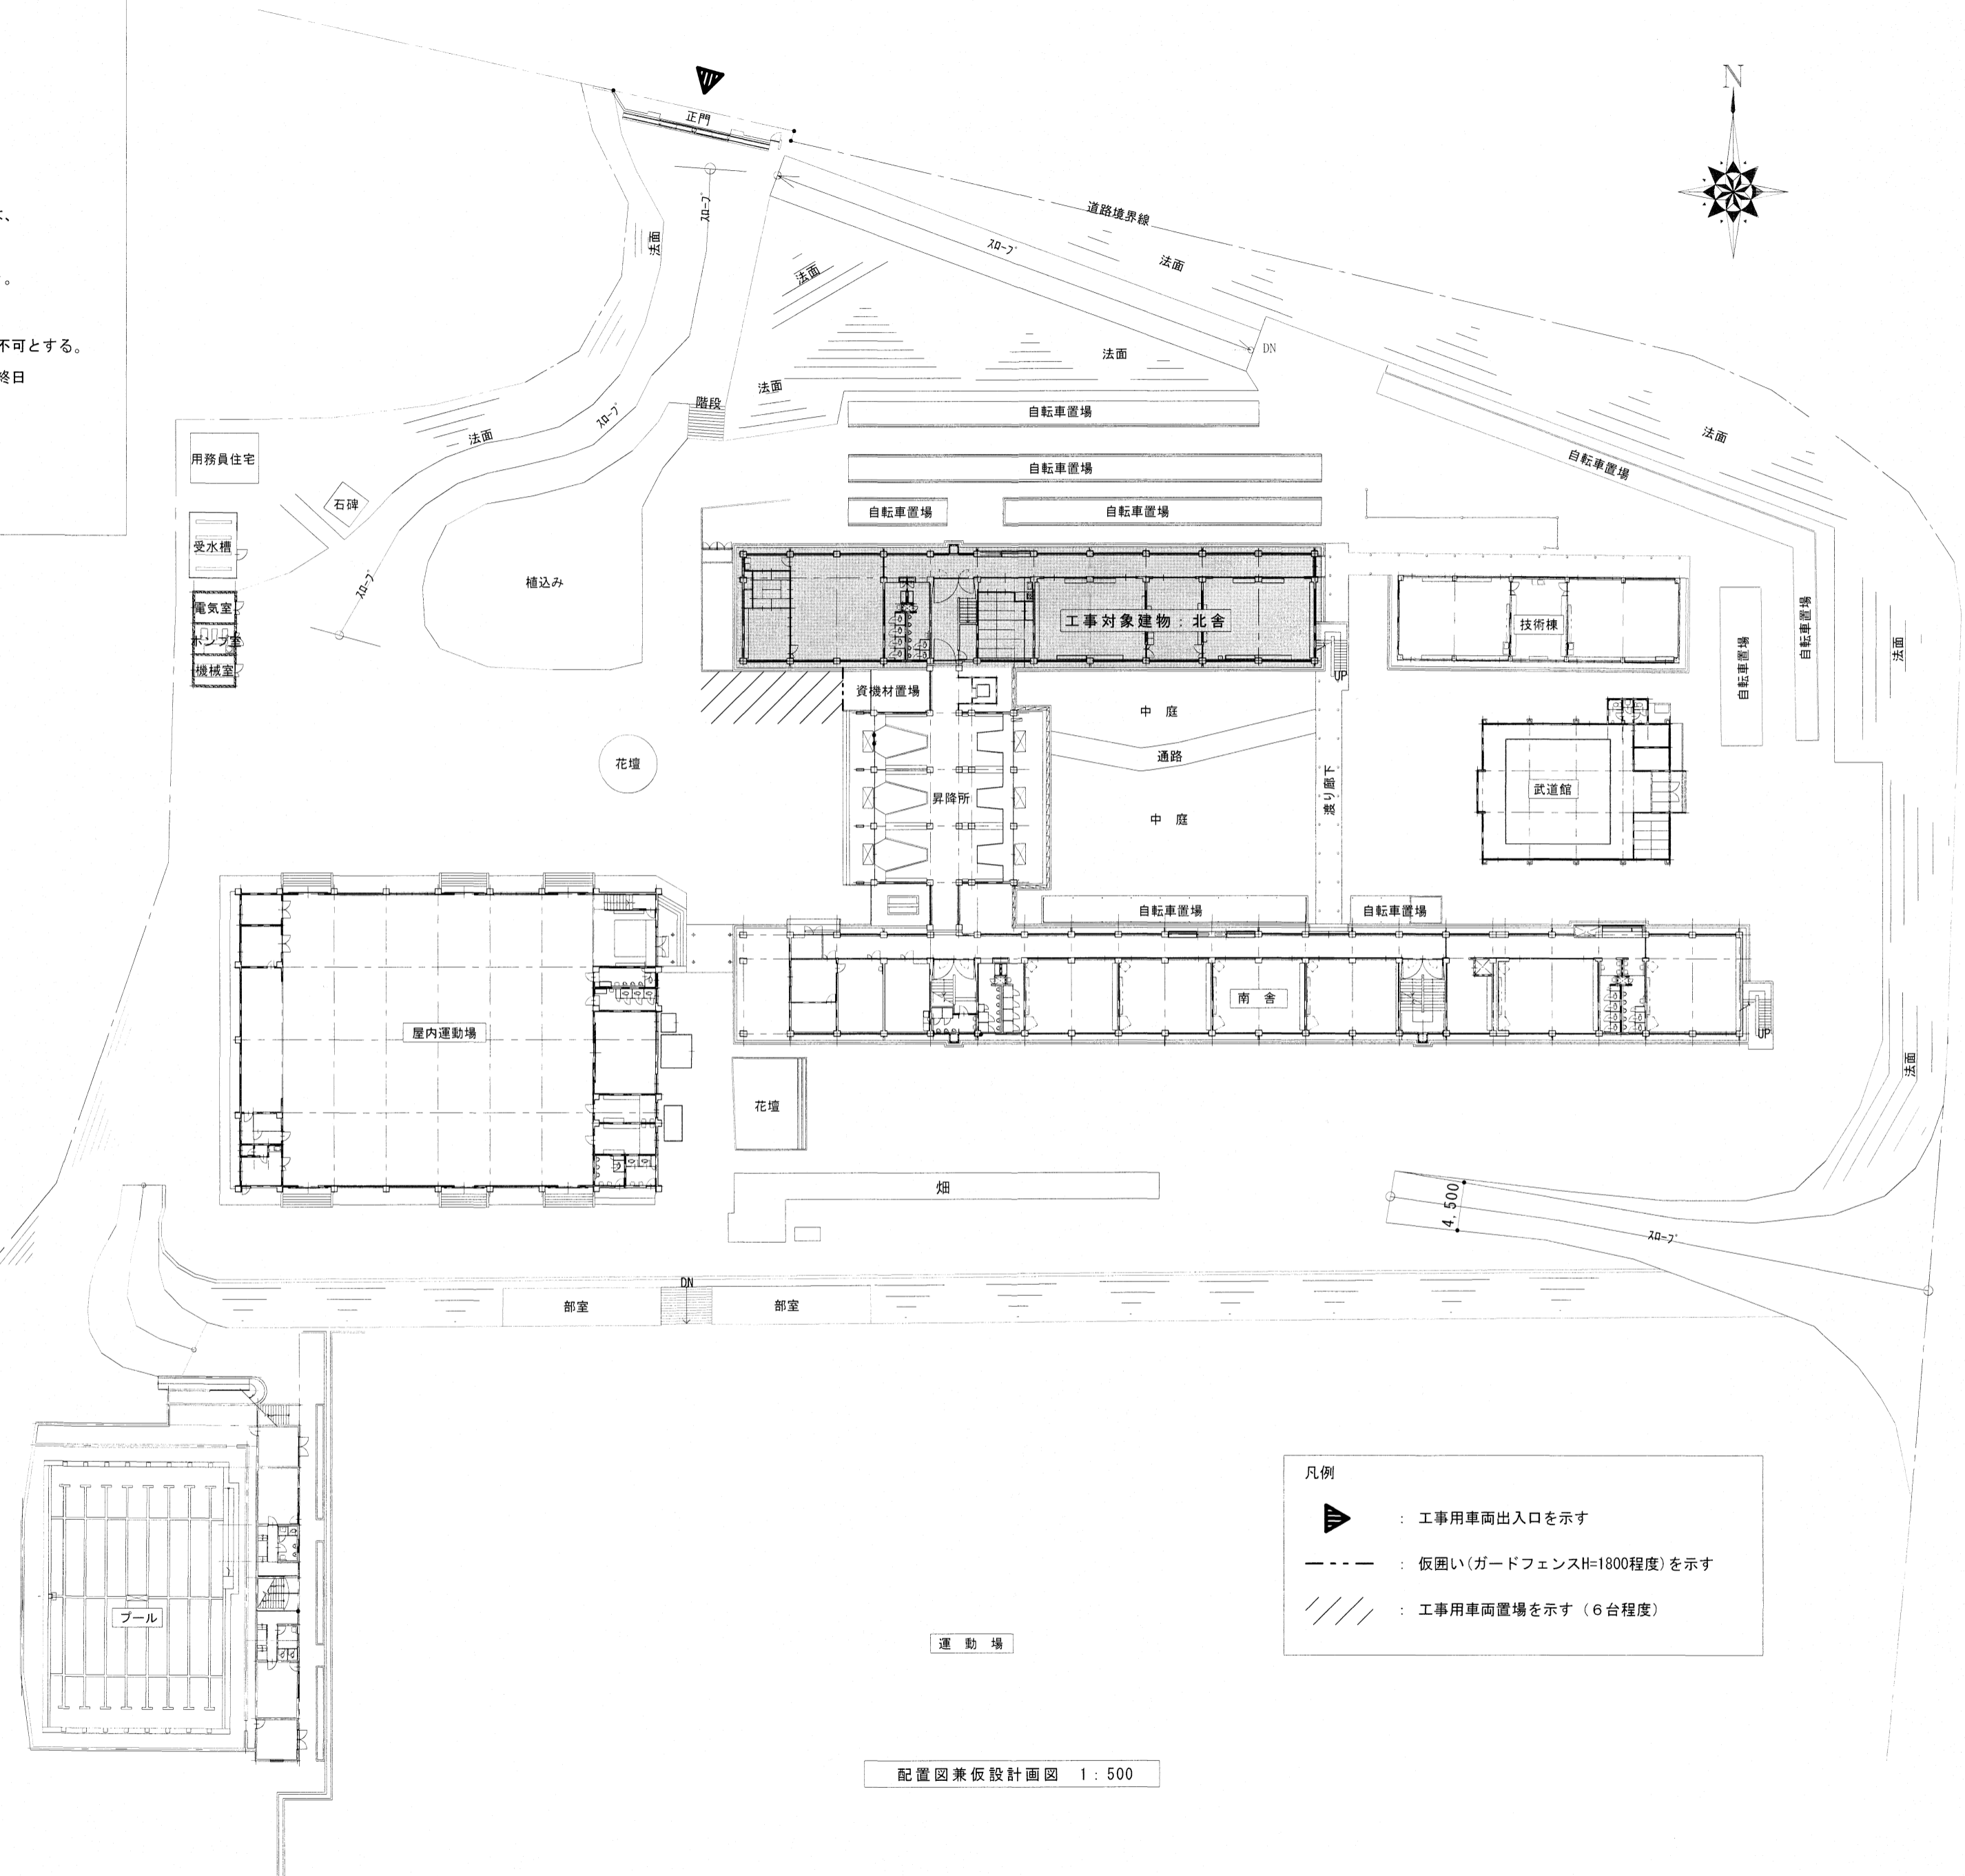 N
正門
は、
スロープ
道路境界線
法面
スロープ
法面
法面
。
不可とする。
DN
法面
終日
法面
階段
自転車置場
スロープ
法面
法面
用務員住宅
自転車置場
自転車置場
石碑
自転車置場
自転車置場
受水槽
スロープ
植込み
電気室
工事対象建物：北舎
技術棟
自転車置場
ポンプ室
機械室
法面
自転車置場
UP
資機材置場
中　庭
花壇
通路
渡り廊下
武道館
昇降所
中　庭
自転車置場
自転車置場
南　舎
屋内運動場
UP
法面
花壇
畑
4,500
スロープ
DN
部室
部室
凡例
：工事用車両出入口を示す
：仮囲い(ガードフェンスH=1800程度)を示す
：工事用車両置場を示す（６台程度）
プール
運　動　場
配置図兼仮設計画図　1：500